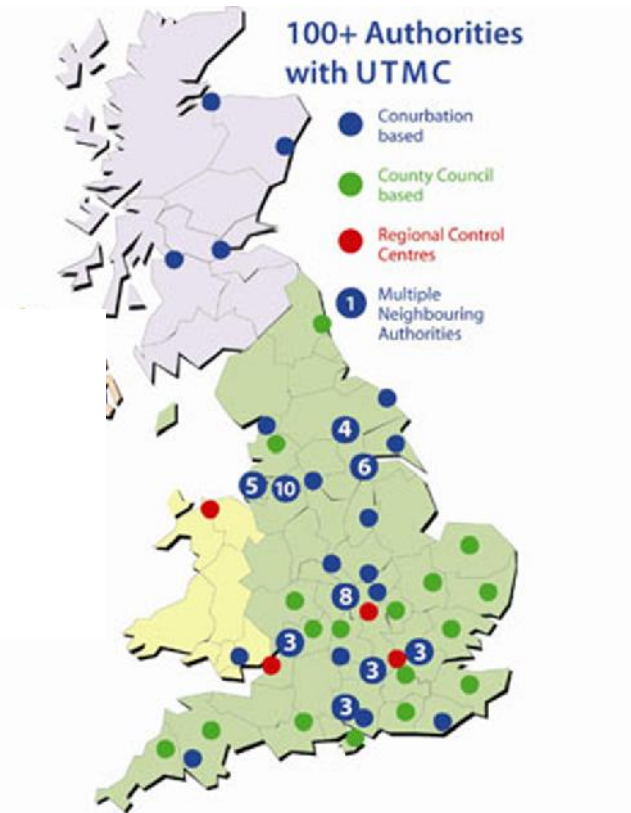 100+ Authorities
with UTMC
Conurbation
based
County Council
based
Regional Control
Centres
1
Multiple
Neighbouring
Authorities
4
6
5
10
8
3
3
3
3